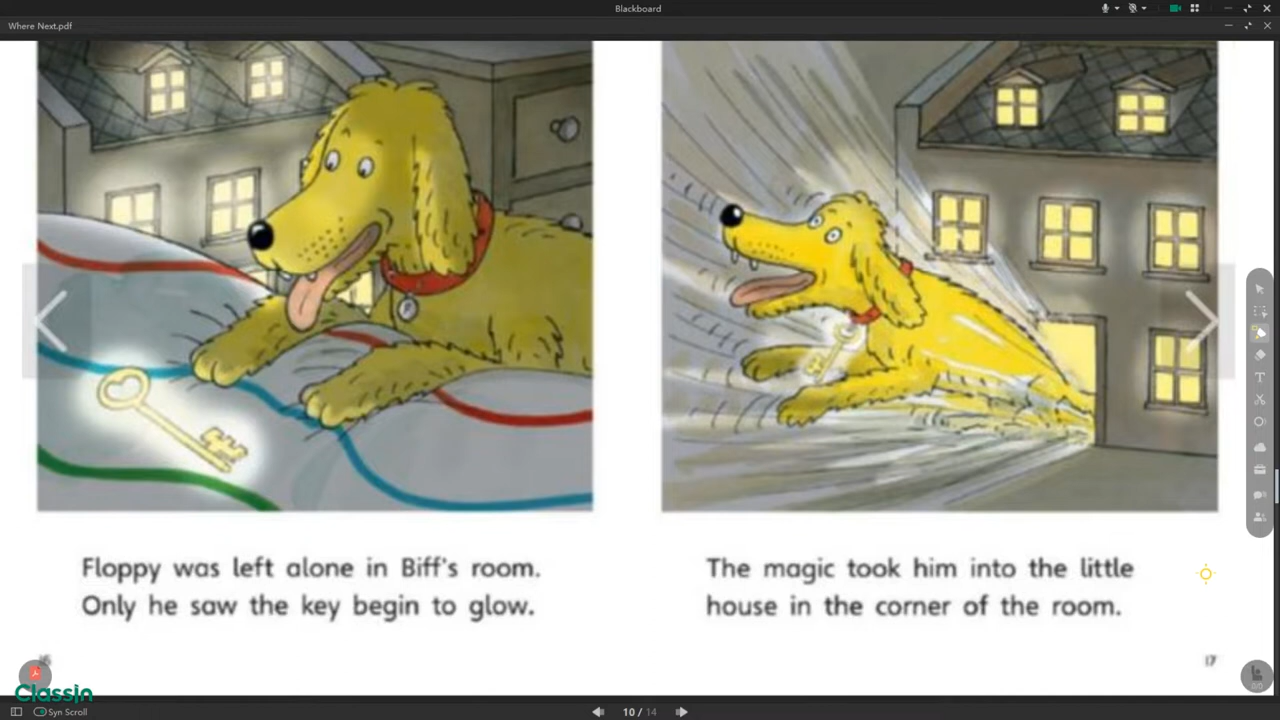 Blackboard
Where Next.pdf
Floppy was left alone in Biff's room.
Only he saw the key begin to glow.
The magic took him into the little
house in the corner of the room.
17
ClassIn
Syn Scroll
10 / 14